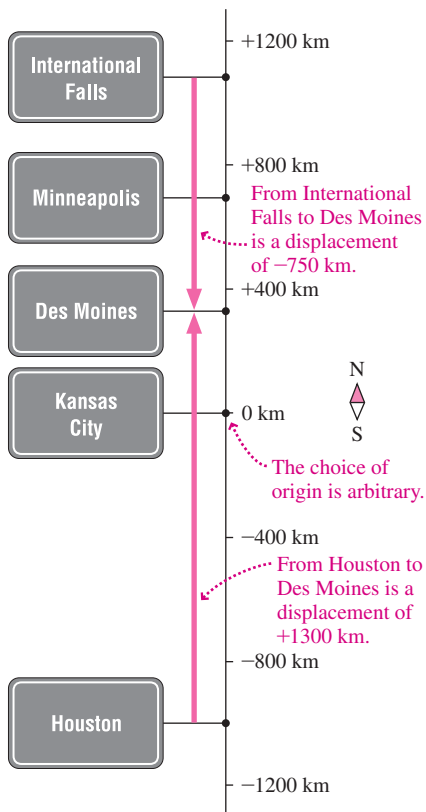 +1200 km
International
Falls
+800 km
Minneapolis
From International
Falls to Des Moines
is a displacement
of −750 km.
+400 km
Des Moines
N
Kansas
City
0 km
S
The choice of
origin is arbitrary.
−400 km
From Houston to
Des Moines is a
displacement of
+1300 km.
−800 km
Houston
−1200 km